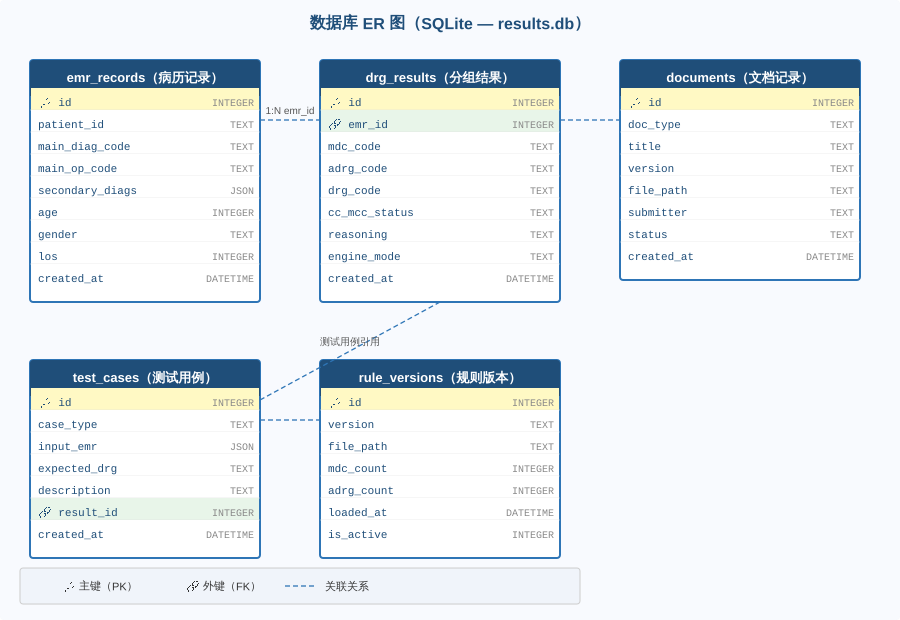 数据库 ER 图（SQLite — results.db）
emr_records（病历记录）
id INTEGER
patient_id TEXT
main_diag_code TEXT
main_op_code TEXT
secondary_diags JSON
age INTEGER
gender TEXT
los INTEGER
created_at DATETIME
1:N emr_id
drg_results（分组结果）
id INTEGER
emr_id INTEGER
mdc_code TEXT
adrg_code TEXT
drg_code TEXT
cc_mcc_status TEXT
reasoning TEXT
engine_mode TEXT
created_at DATETIME
documents（文档记录）
id INTEGER
doc_type TEXT
title TEXT
version TEXT
file_path TEXT
submitter TEXT
status TEXT
created_at DATETIME
测试用例引用
test_cases（测试用例）
id INTEGER
case_type TEXT
input_emr JSON
expected_drg TEXT
description TEXT
result_id INTEGER
created_at DATETIME
rule_versions（规则版本）
id INTEGER
version TEXT
file_path TEXT
mdc_count INTEGER
adrg_count INTEGER
loaded_at DATETIME
is_active INTEGER
主键（PK） 外键（FK） 关联关系